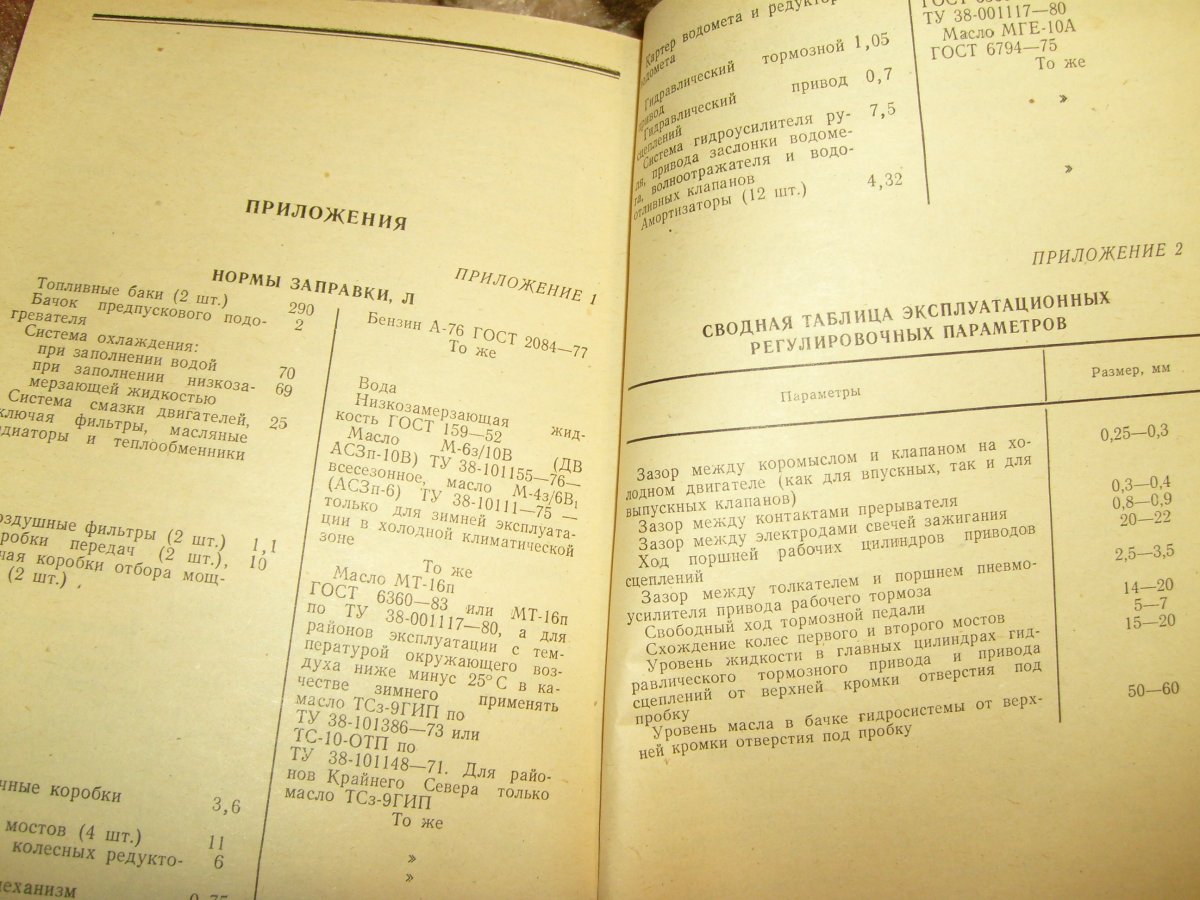 ПРИЛОЖЕНИЯ
ПРИЛОЖЕНИЕ 1
НОРМЫ ЗАПРАВКИ, Л
Топливные баки (2 шт.) 290
Бачок предпускового подо-
гревателя 2
Система охлаждения:
при заполнении водой 70
при заполнении низкоза- 69
мерзающей жидкостью
Система смазки двигателей, 25
ключая фильтры, масляные
диаторы и теплообменники
оздушные фильтры (2 шт.) 1,1
робки передач (2 шт.), 10
чая коробки отбора мощ-
(2 шт.)
чные коробки 3,6
мостов (4 шт.) 11
колесных редукто- 6
механизм
Бензин А-76 ГОСТ 2084—77
То же
Вода
Низкозамерзающая жид-
кость ГОСТ 159—52
Масло М-6з/10В (ДВ
АСЗп-10В) ТУ 38-101155—76—
всесезонное, масло М-4з/6В₁
(АСЗп-6) ТУ 38-10111—75 —
только для зимней эксплуата-
ции в холодной климатической
зоне
То же
Масло МТ-16п
ГОСТ 6360—83 или МТ-16п
по ТУ 38-001117—80, а для
районов эксплуатации с тем-
пературой окружающего воз-
духа ниже минус 25° С в ка-
честве зимнего применять
масло ТСз-9ГИП по
ТУ 38-101386—73 или
ТС-10-ОТП по
ТУ 38-101148—71. Для райо-
нов Крайнего Севера только
масло ТСз-9ГИП
То же
»
»
Картер водомета и редуктор
одомета
Гидравлический тормозной 1,05
привод
Гидравлический привод 0,7
сцеплений
Система гидроусилителя ру- 7,5
ля, привода заслонки водоме-
та, волноотражателя и водо-
отливных клапанов
Амортизаторы (12 шт.) 4,32
ТУ 38-001117—80
Масло МГЕ-10А
ГОСТ 6794—75
То же
»
»
ПРИЛОЖЕНИЕ 2
СВОДНАЯ ТАБЛИЦА ЭКСПЛУАТАЦИОННЫХ
РЕГУЛИРОВОЧНЫХ ПАРАМЕТРОВ
Параметры Размер, мм
Зазор между коромыслом и клапаном на хо- 0,25—0,3
лодном двигателе (как для впускных, так и для
выпускных клапанов)
Зазор между контактами прерывателя 0,3—0,4
Зазор между электродами свечей зажигания 0,8—0,9
Ход поршней рабочих цилиндров приводов 20—22
сцеплений
Зазор между толкателем и поршнем пневмо- 2,5—3,5
усилителя привода рабочего тормоза
Свободный ход тормозной педали 14—20
Схождение колес первого и второго мостов 5—7
Уровень жидкости в главных цилиндрах гид- 15—20
равлического тормозного привода и привода
сцеплений от верхней кромки отверстия под
пробку
Уровень масла в бачке гидросистемы от верх- 50—60
ней кромки отверстия под пробку